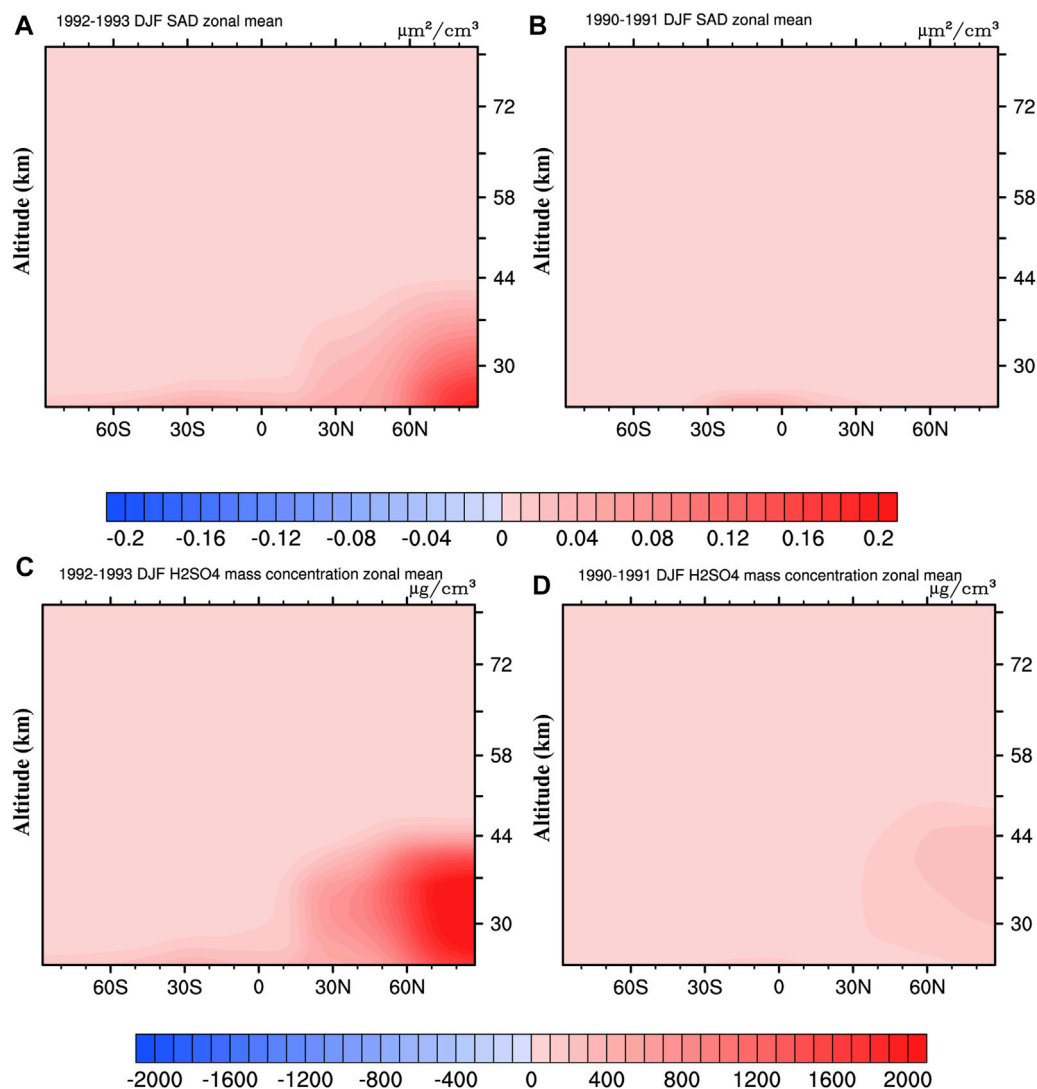 A 1992-1993 DJF SAD zonal mean μm²/cm³
B 1990-1991 DJF SAD zonal mean μm²/cm³
Altitude (km)
72
58
44
30
60S 30S 0 30N 60N
Altitude (km)
72
58
44
30
60S 30S 0 30N 60N
-0.2 -0.16 -0.12 -0.08 -0.04 0 0.04 0.08 0.12 0.16 0.2
C 1992-1993 DJF H2SO4 mass concentration zonal mean
μg/cm³
D 1990-1991 DJF H2SO4 mass concentration zonal mean
μg/cm³
Altitude (km)
72
58
44
30
60S 30S 0 30N 60N
Altitude (km)
72
58
44
30
60S 30S 0 30N 60N
-2000 -1600 -1200 -800 -400 0 400 800 1200 1600 2000